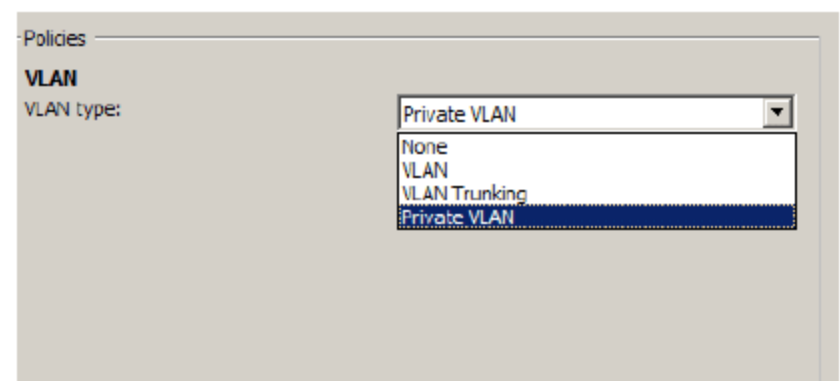 Policies
VLAN
VLAN type:
Private VLAN
None
VLAN
VLAN Trunking
Private VLAN